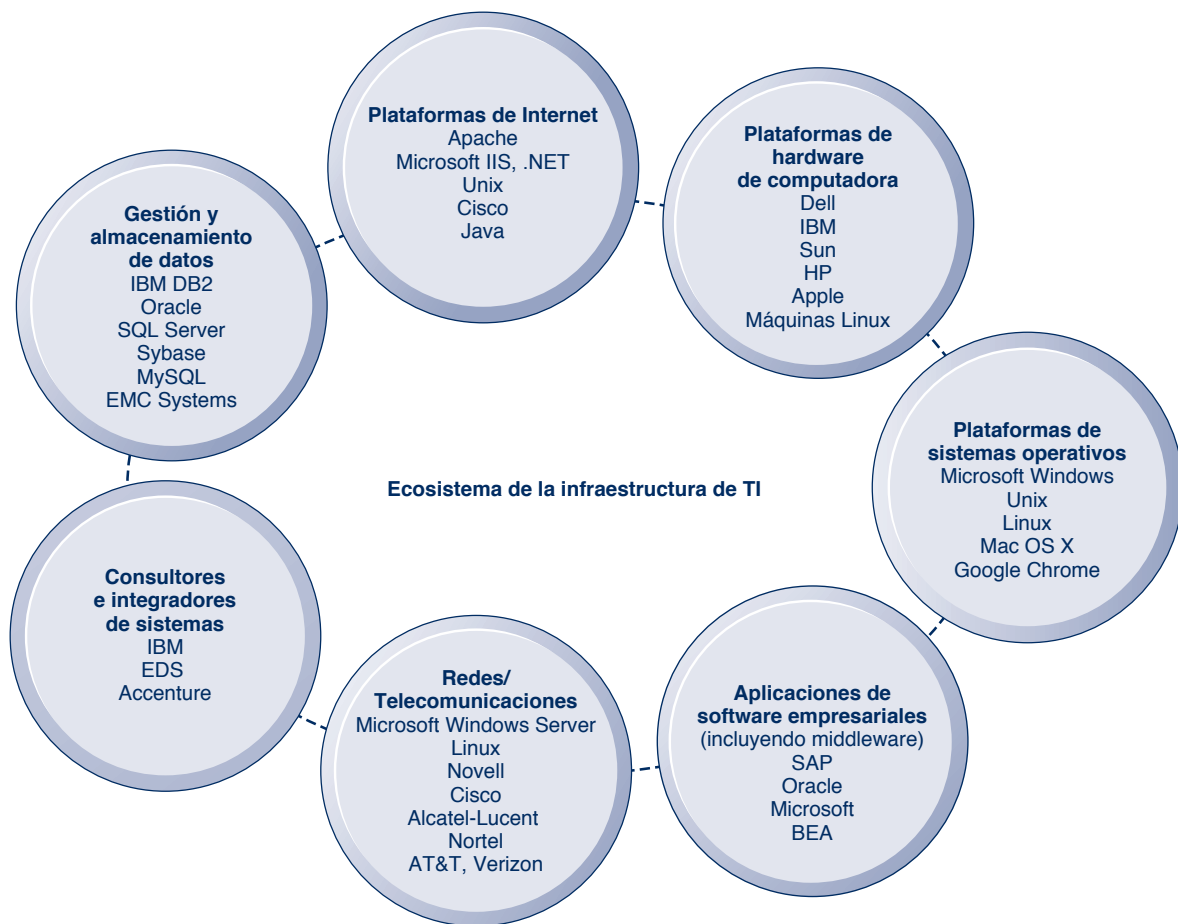 Plataformas de Internet
Apache
Microsoft IIS, .NET
Unix
Cisco
Java
Plataformas de
hardware
de computadora
Dell
IBM
Sun
HP
Apple
Máquinas Linux
Gestión y
almacenamiento
de datos
IBM DB2
Oracle
SQL Server
Sybase
MySQL
EMC Systems
Plataformas de
sistemas operativos
Microsoft Windows
Unix
Linux
Mac OS X
Google Chrome
Ecosistema de la infraestructura de TI
Consultores
e integradores
de sistemas
IBM
EDS
Accenture
Redes/
Telecomunicaciones
Microsoft Windows Server
Linux
Novell
Cisco
Alcatel-Lucent
Nortel
AT&T, Verizon
Aplicaciones de
software empresariales
(incluyendo middleware)
SAP
Oracle
Microsoft
BEA